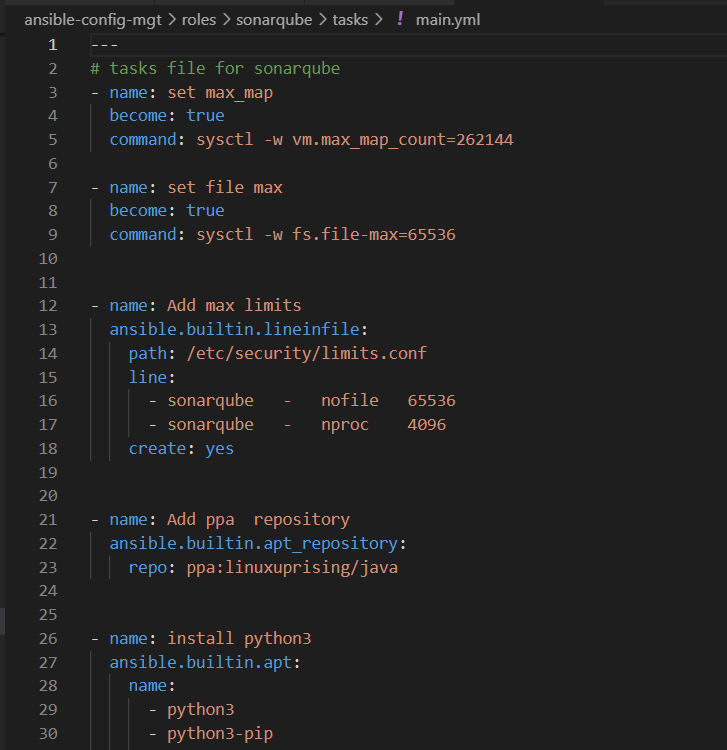 ansible-config-mgt > roles > sonarqube > tasks > ! main.yml
1 ---
2 # tasks file for sonarqube
3 - name: set max_map
4   become: true
5   command: sysctl -w vm.max_map_count=262144
6
7 - name: set file max
8   become: true
9   command: sysctl -w fs.file-max=65536
10
11
12 - name: Add max limits
13   ansible.builtin.lineinfile:
14     path: /etc/security/limits.conf
15     line:
16       - sonarqube   -   nofile   65536
17       - sonarqube   -   nproc    4096
18     create: yes
19
20
21 - name: Add ppa  repository
22   ansible.builtin.apt_repository:
23     repo: ppa:linuxuprising/java
24
25
26 - name: install python3
27   ansible.builtin.apt:
28     name:
29       - python3
30       - python3-pip